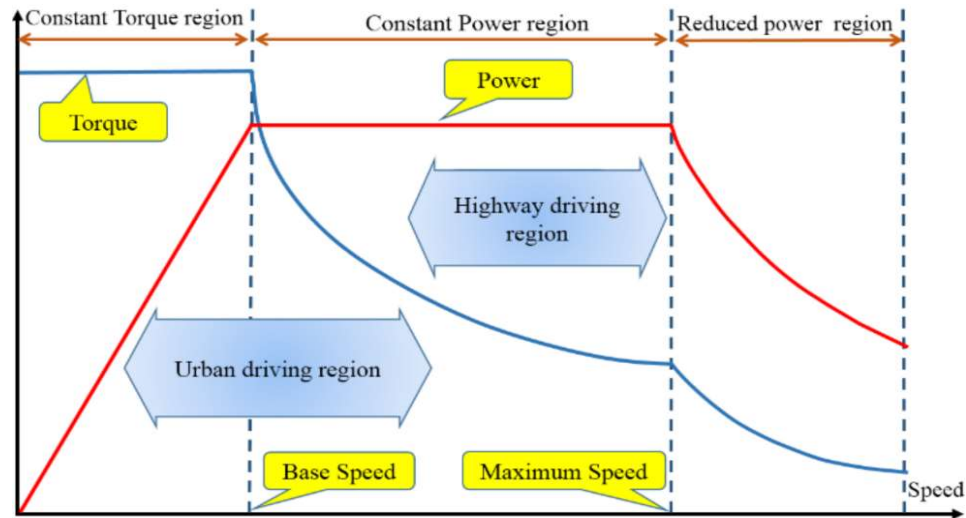 Constant Torque region
Constant Power region
Reduced power region
Power
Torque
Highway driving
region
Urban driving region
Base Speed
Maximum Speed
Speed